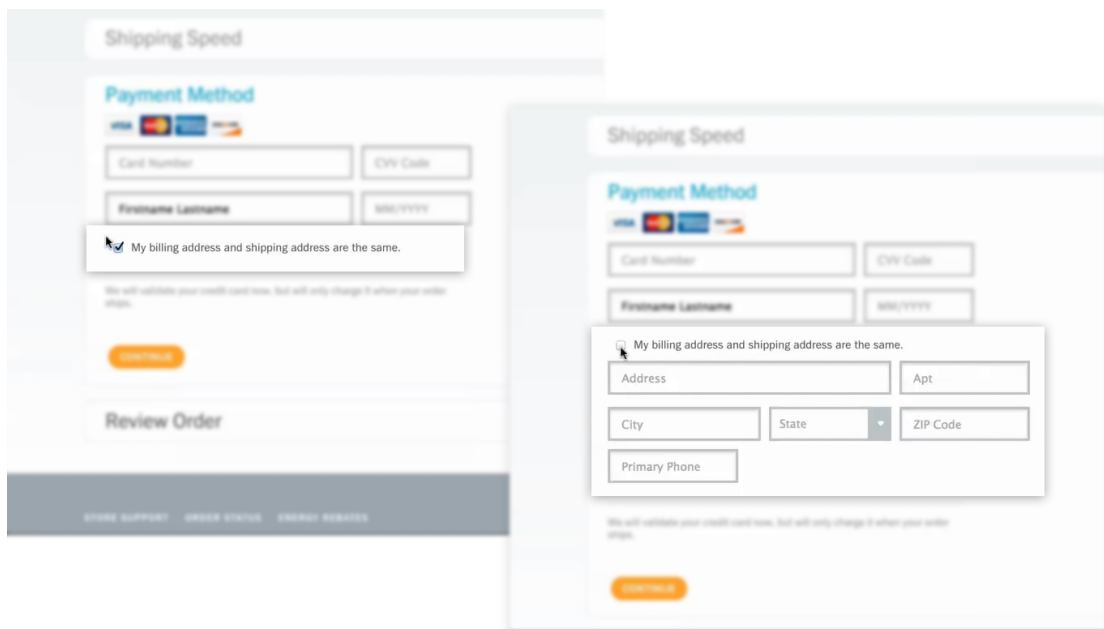 Shipping Speed
Payment Method
VISA
Card Number
CVV Code
Firstname Lastname
MM/YYYY
My billing address and shipping address are the same.
We will validate your credit card now, but will only charge it when your order
ships.
CONTINUE
Review Order
STORE SUPPORT ORDER STATUS ENERGY REBATES
Shipping Speed
Payment Method
VISA
Card Number
CVV Code
Firstname Lastname
MM/YYYY
My billing address and shipping address are the same.
Address
Apt
City
State
ZIP Code
Primary Phone
We will validate your credit card now, but will only charge it when your order
ships.
CONTINUE